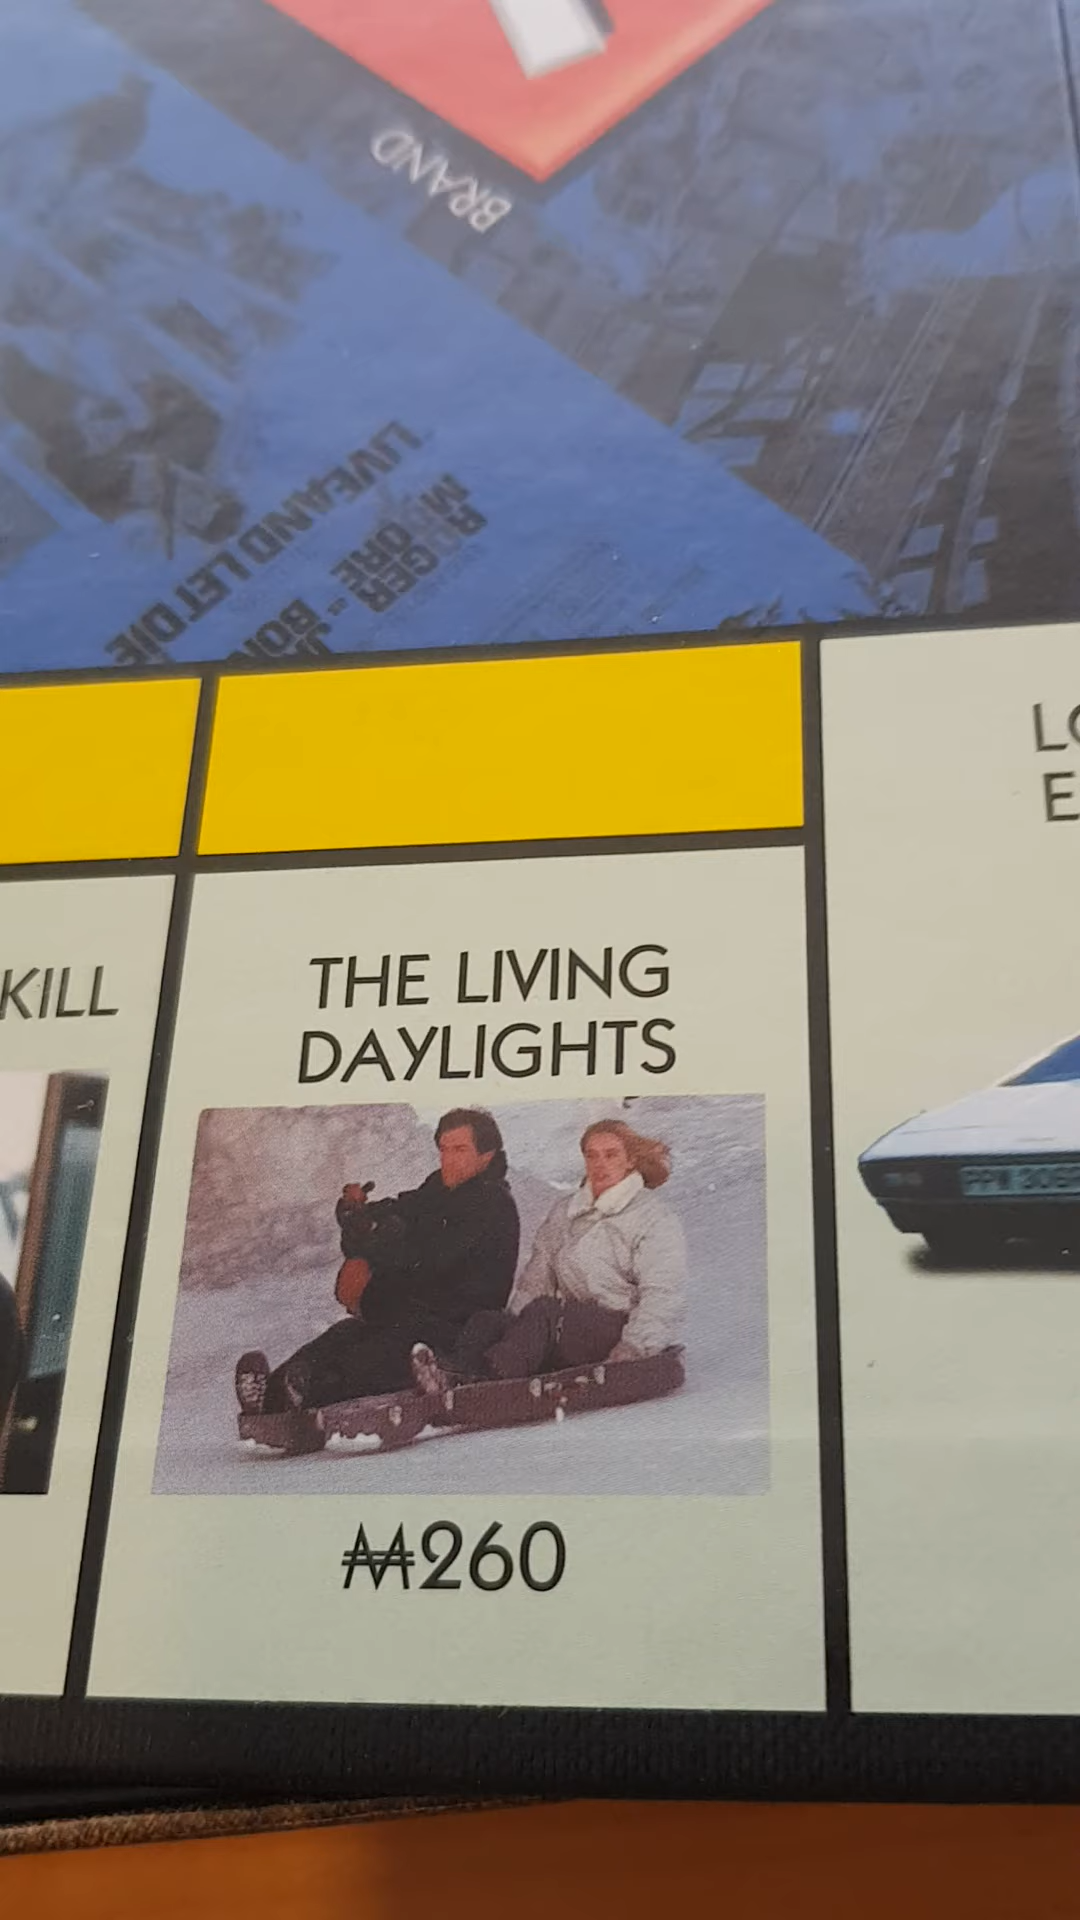 BRAND
LIVE AND LET DIE
ROGER
MOORE
KILL
THE LIVING
DAYLIGHTS
₩260